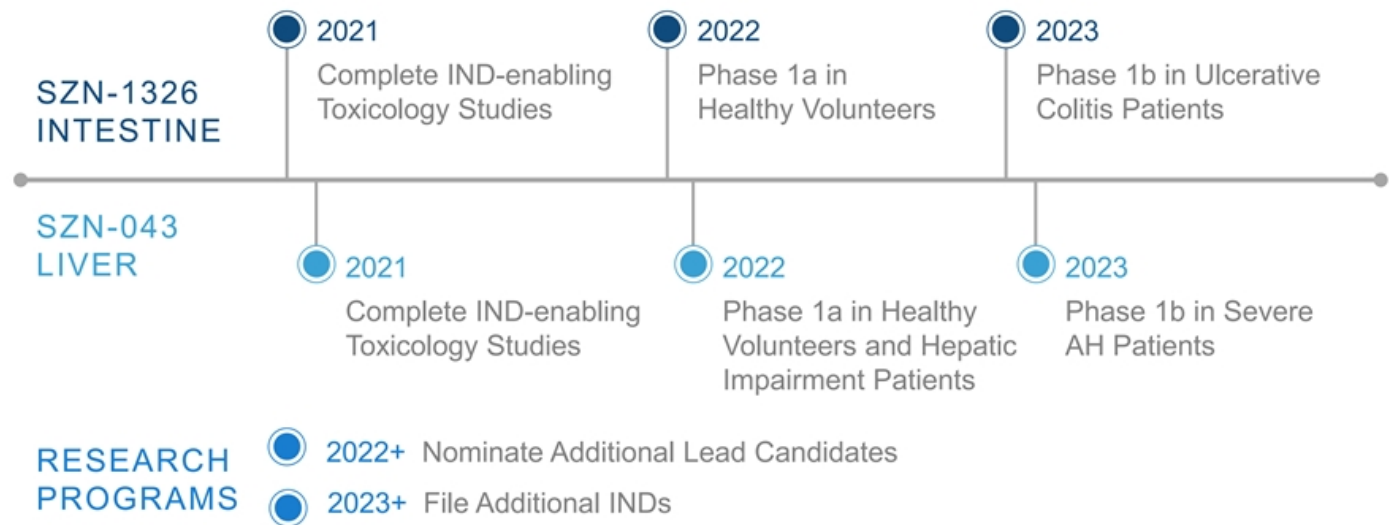 SZN-1326
INTESTINE
2021
Complete IND-enabling
Toxicology Studies
2022
Phase 1a in
Healthy Volunteers
2023
Phase 1b in Ulcerative
Colitis Patients
SZN-043
LIVER
2021
Complete IND-enabling
Toxicology Studies
2022
Phase 1a in Healthy
Volunteers and Hepatic
Impairment Patients
2023
Phase 1b in Severe
AH Patients
RESEARCH
PROGRAMS
2022+ Nominate Additional Lead Candidates
2023+ File Additional INDs